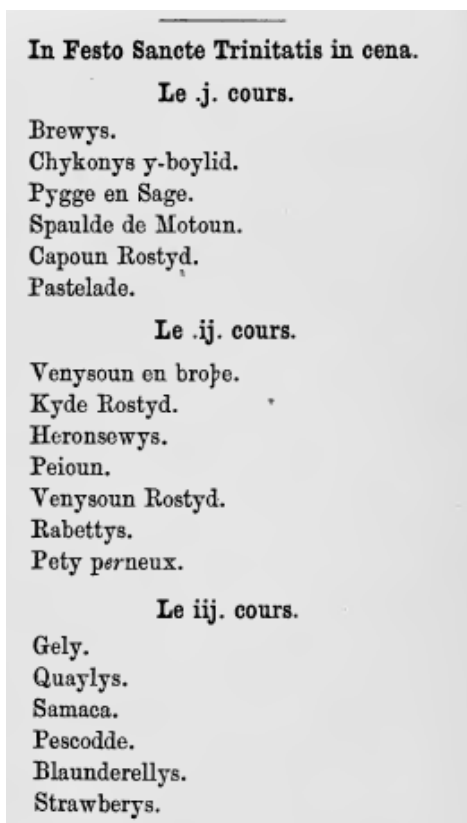 In Festo Sancte Trinitatis in cena.
Le .j. cours.
Brewys.
Chykonys y-boylid.
Pygge en Sage.
Spaulde de Motoun.
Capoun Rostyd.
Pastelade.
Le .ij. cours.
Venysoun en broþe.
Kyde Rostyd.
Heronsewys.
Peioun.
Venysoun Rostyd.
Rabettys.
Pety perneux.
Le iij. cours.
Gely.
Quaylys.
Samaca.
Pescodde.
Blaunderellys.
Strawberys.